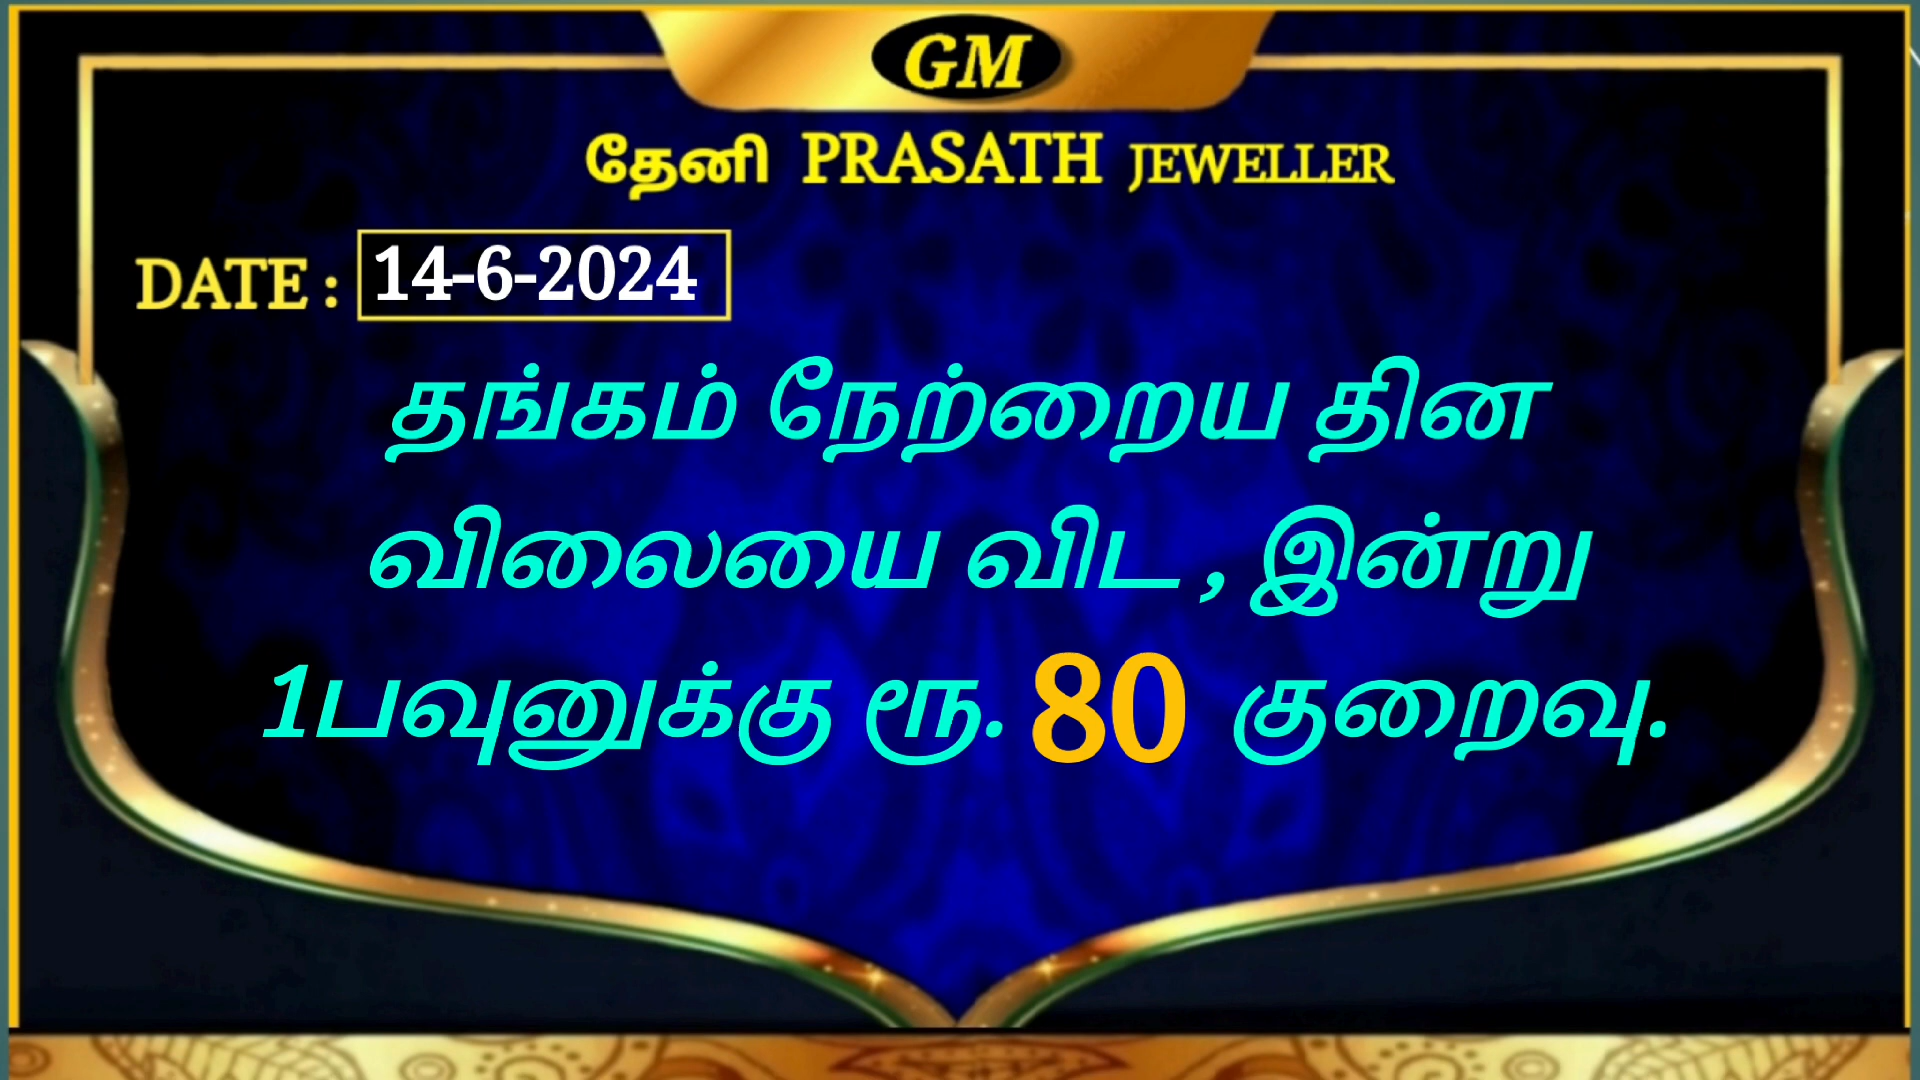 GM
தேனி PRASATH JEWELLER
DATE : 14-6-2024
தங்கம் நேற்றைய தின
விலையை விட , இன்று
1பவுனுக்கு ரூ. 80 குறைவு.